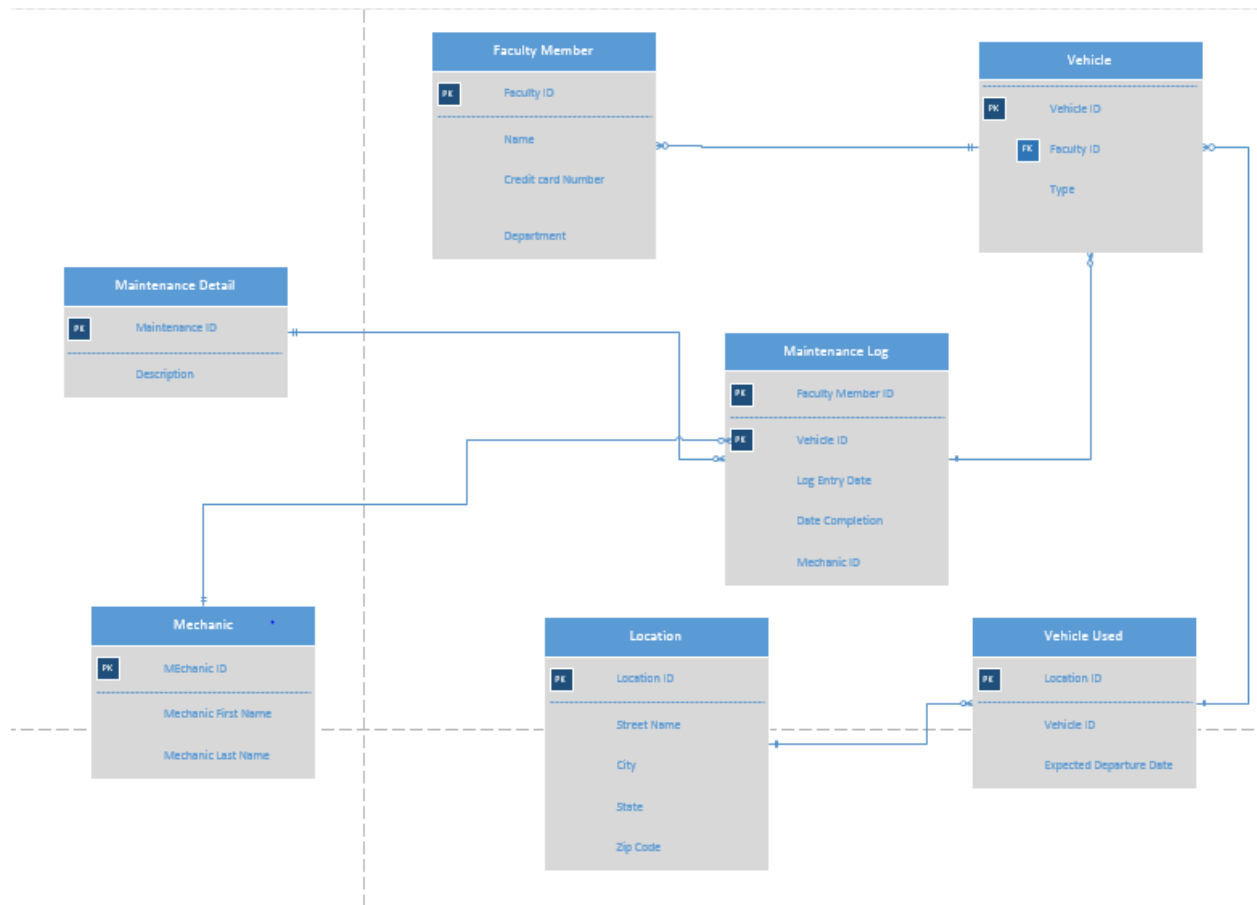 Faculty Member
PK Faculty ID
Name
Credit card Number
Department
Vehicle
PK Vehicle ID
FK Faculty ID
Type
Maintenance Detail
PK Maintenance ID
Description
Maintenance Log
PK Faculty Member ID
PK Vehicle ID
Log Entry Date
Date Completion
Mechanic ID
Mechanic
PK MEchanic ID
Mechanic First Name
Mechanic Last Name
Location
PK Location ID
Street Name
City
State
Zip Code
Vehicle Used
PK Location ID
Vehicle ID
Expected Departure Date